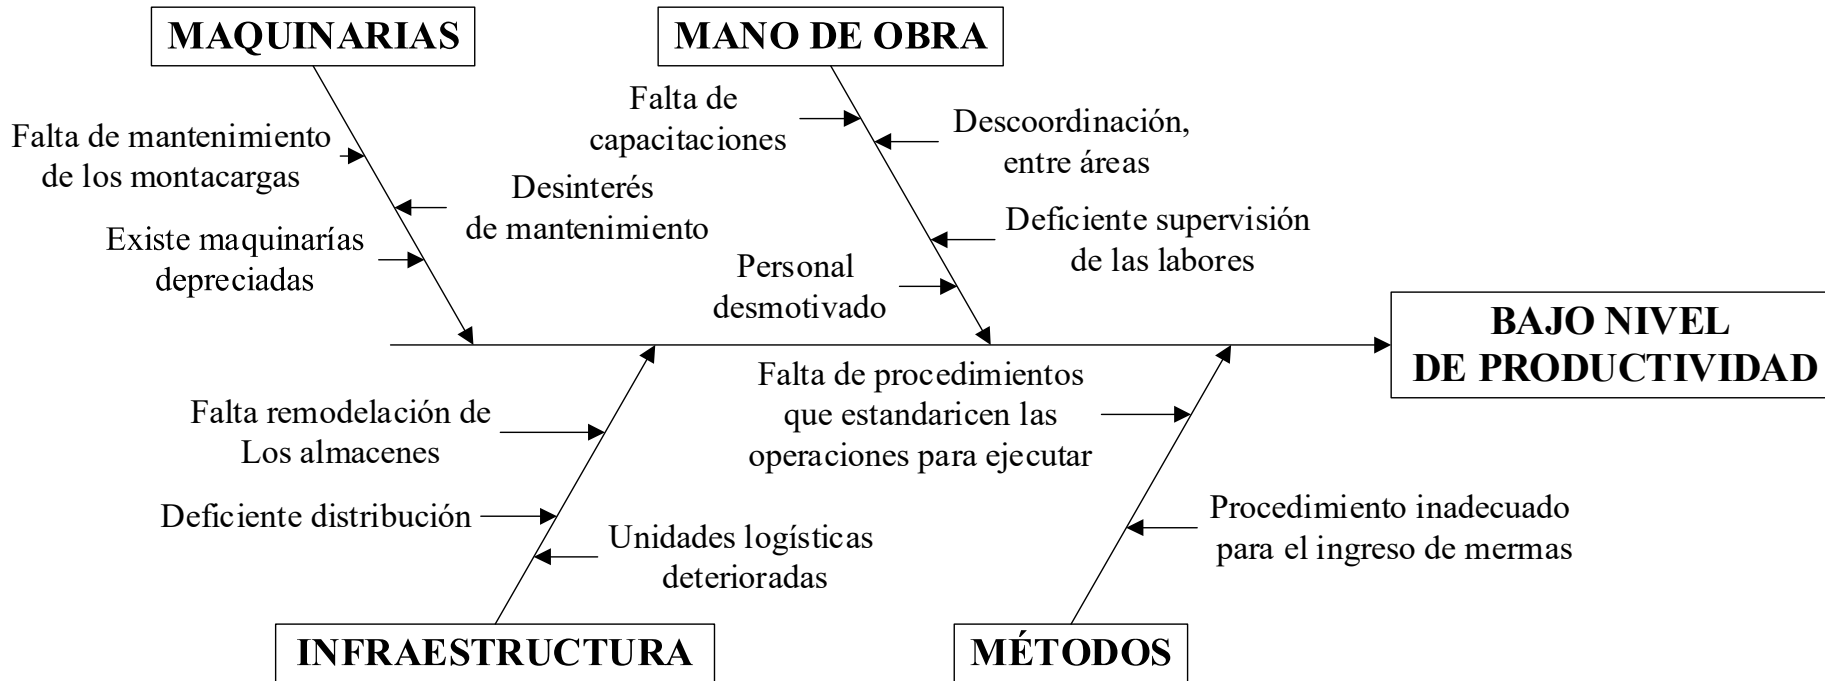 MAQUINARIAS
MANO DE OBRA
Falta de mantenimiento
de los montacargas
Desinterés
de mantenimiento
Existe maquinarías
depreciadas
Falta de
capacitaciones
Descoordinación,
entre áreas
Deficiente supervisión
de las labores
Personal
desmotivado
BAJO NIVEL
DE PRODUCTIVIDAD
Falta remodelación de
Los almacenes
Deficiente distribución
Unidades logísticas
deterioradas
Falta de procedimientos
que estandaricen las
operaciones para ejecutar
Procedimiento inadecuado
para el ingreso de mermas
INFRAESTRUCTURA
MÉTODOS